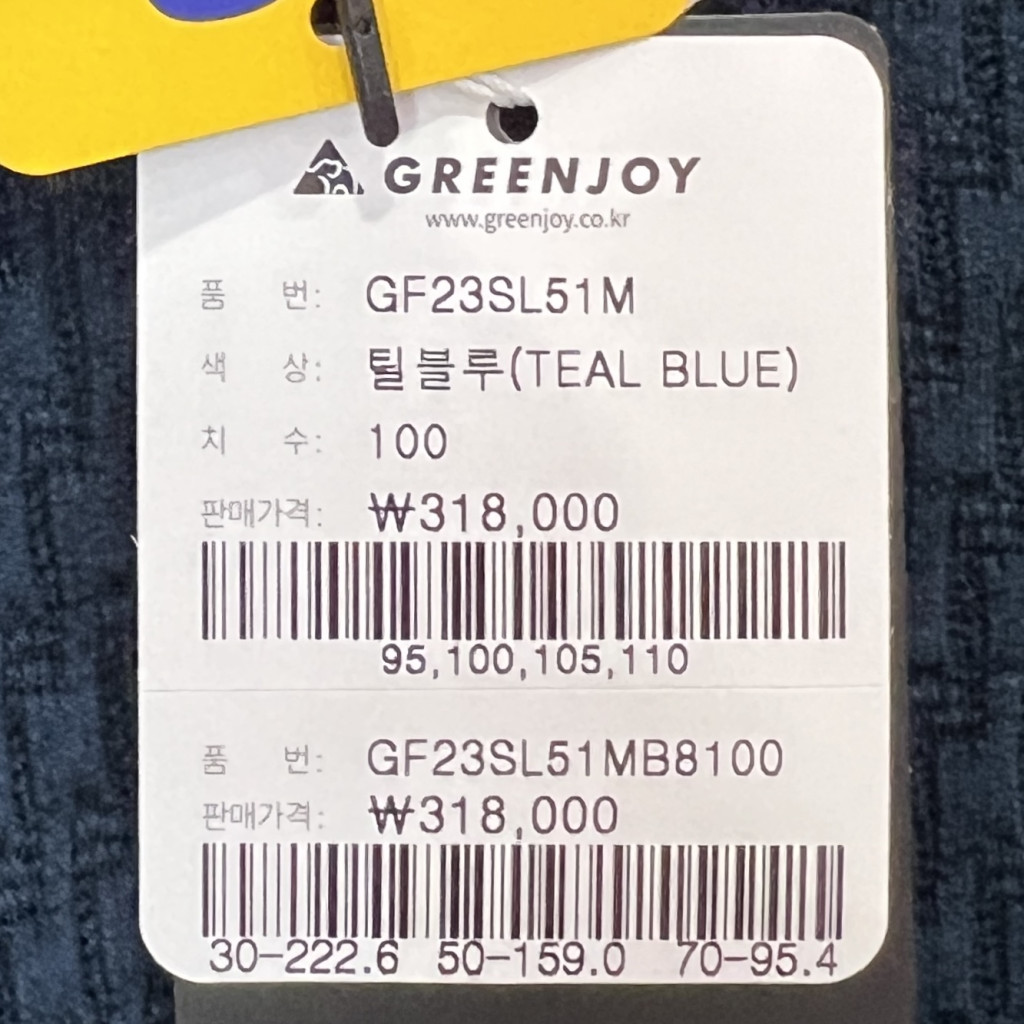 GREENJOY
www.greenjoy.co.kr
품 번: GF23SL51M
색 상: 틸블루(TEAL BLUE)
치 수: 100
판매가격: ₩318,000
95,100,105,110
품 번: GF23SL51MB8100
판매가격: ₩318,000
30-222.6 50-159.0 70-95.4